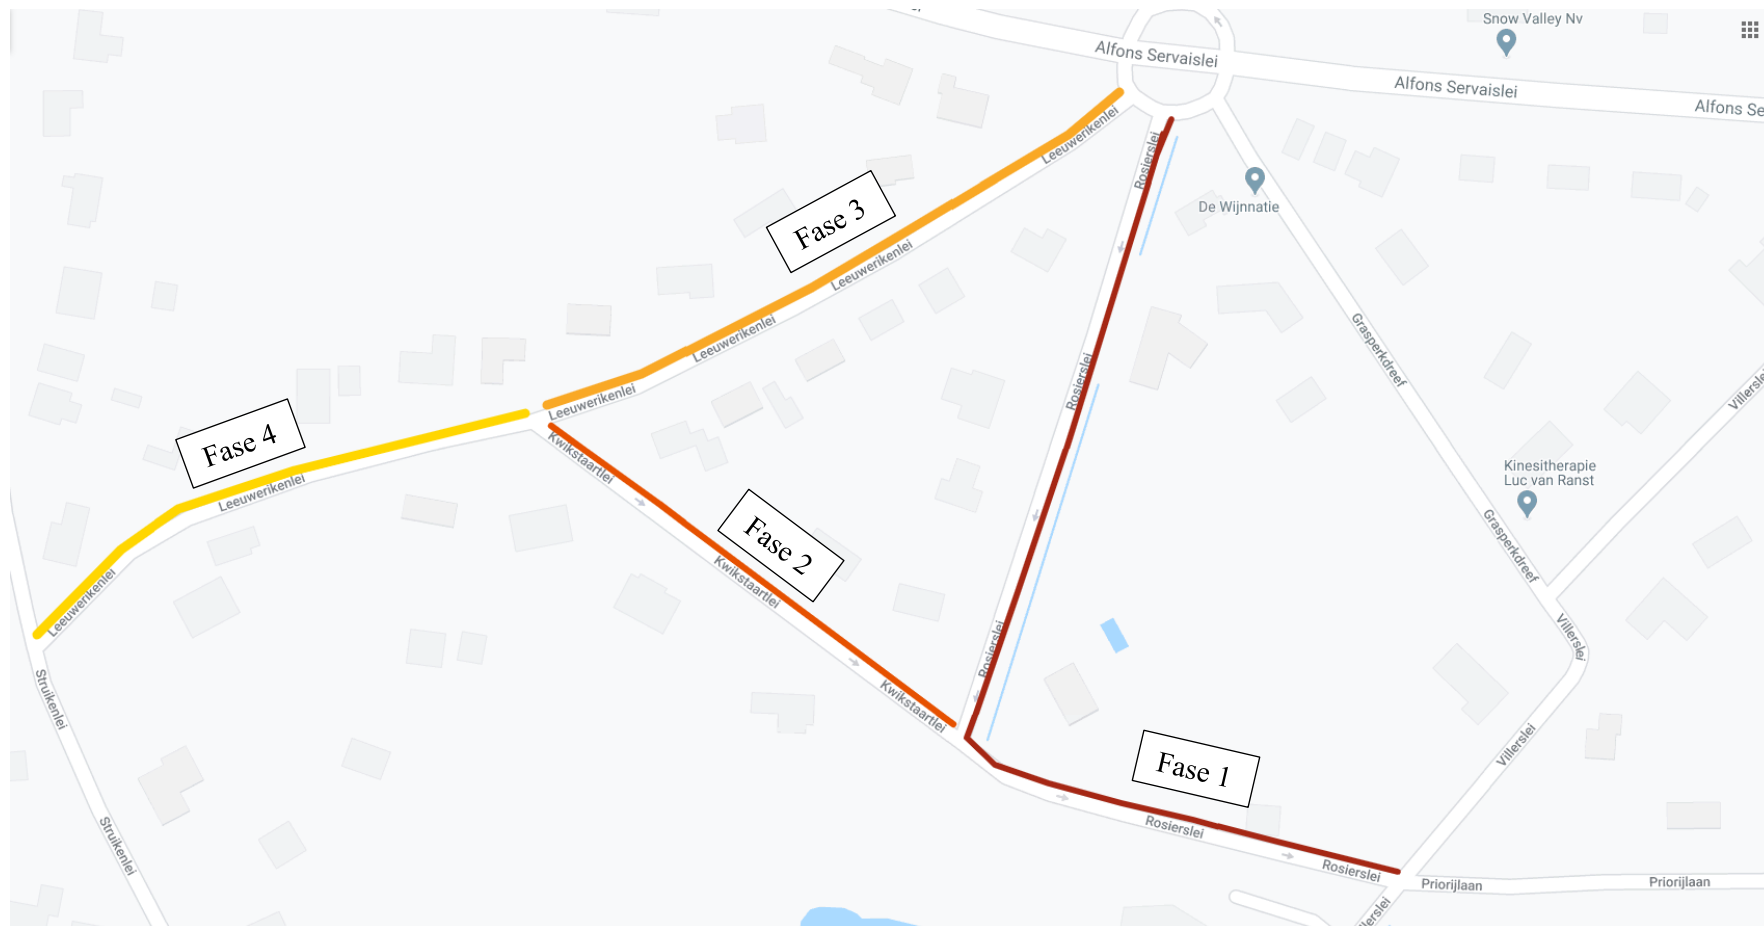 Snow Valley Nv
Alfons Servaislei
Alfons Servaislei
Alfons Se
Leeuwerikenlei
Rosierslei
De Wijnnatie
Fase 3
Leeuwerikenlei
Leeuwerikenlei
Grasperkdreef
Rosierslei
Villerslei
Leeuwerikenlei
Fase 4
Kwikstaartlei
Leeuwerikenlei
Kinesitherapie
Luc van Ranst
Fase 2
Grasperkdreef
Kwikstaartlei
Leeuwerikenlei
Rosierslei
Villerslei
Struikenlei
Kwikstaartlei
Villerslei
Fase 1
Rosierslei
Struikenlei
Rosierslei
Priorijlaan
Priorijlaan
llerslei